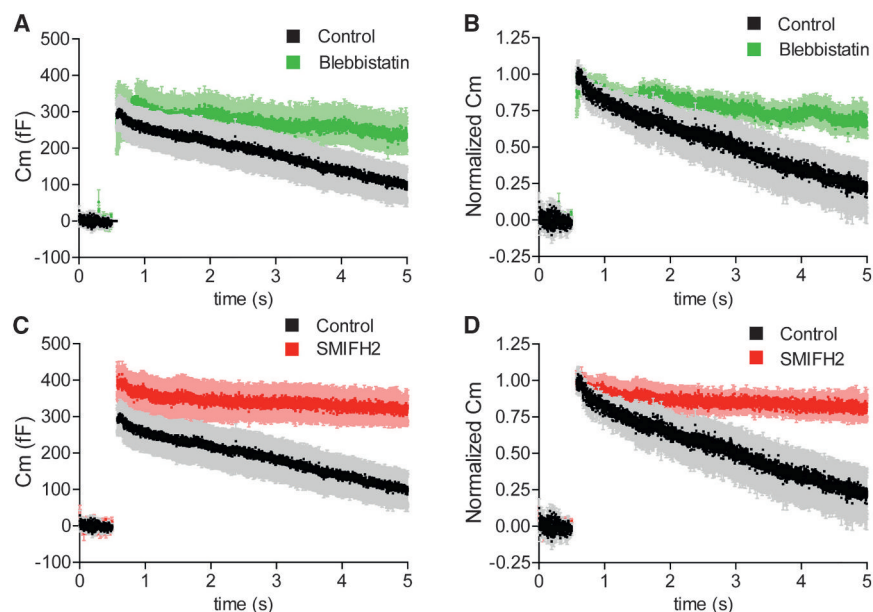 A
Control
Blebbistatin
Cm (fF)
500
400
300
200
100
0
-100
0 1 2 3 4 5
time (s)
B
Control
Blebbistatin
Normalized Cm
1.25
1.00
0.75
0.50
0.25
0.00
-0.25
0 1 2 3 4 5
time (s)
C
Control
SMIFH2
Cm (fF)
500
400
300
200
100
0
-100
0 1 2 3 4 5
time (s)
D
Control
SMIFH2
Normalized Cm
1.25
1.00
0.75
0.50
0.25
0.00
-0.25
0 1 2 3 4 5
time (s)